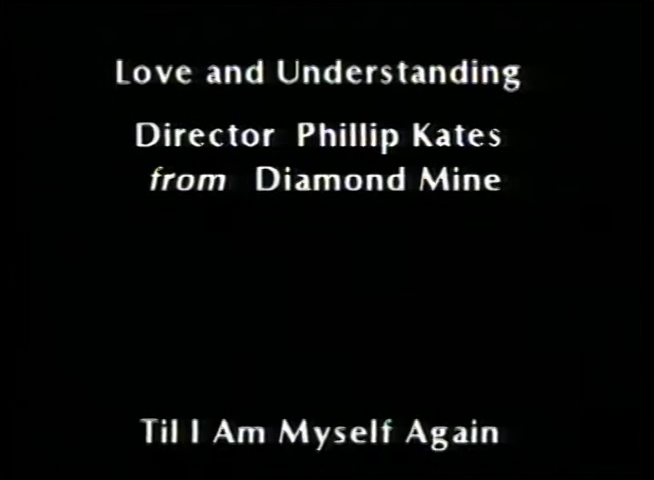 Love and Understanding
Director Phillip Kates
from Diamond Mine
Til I Am Myself Again